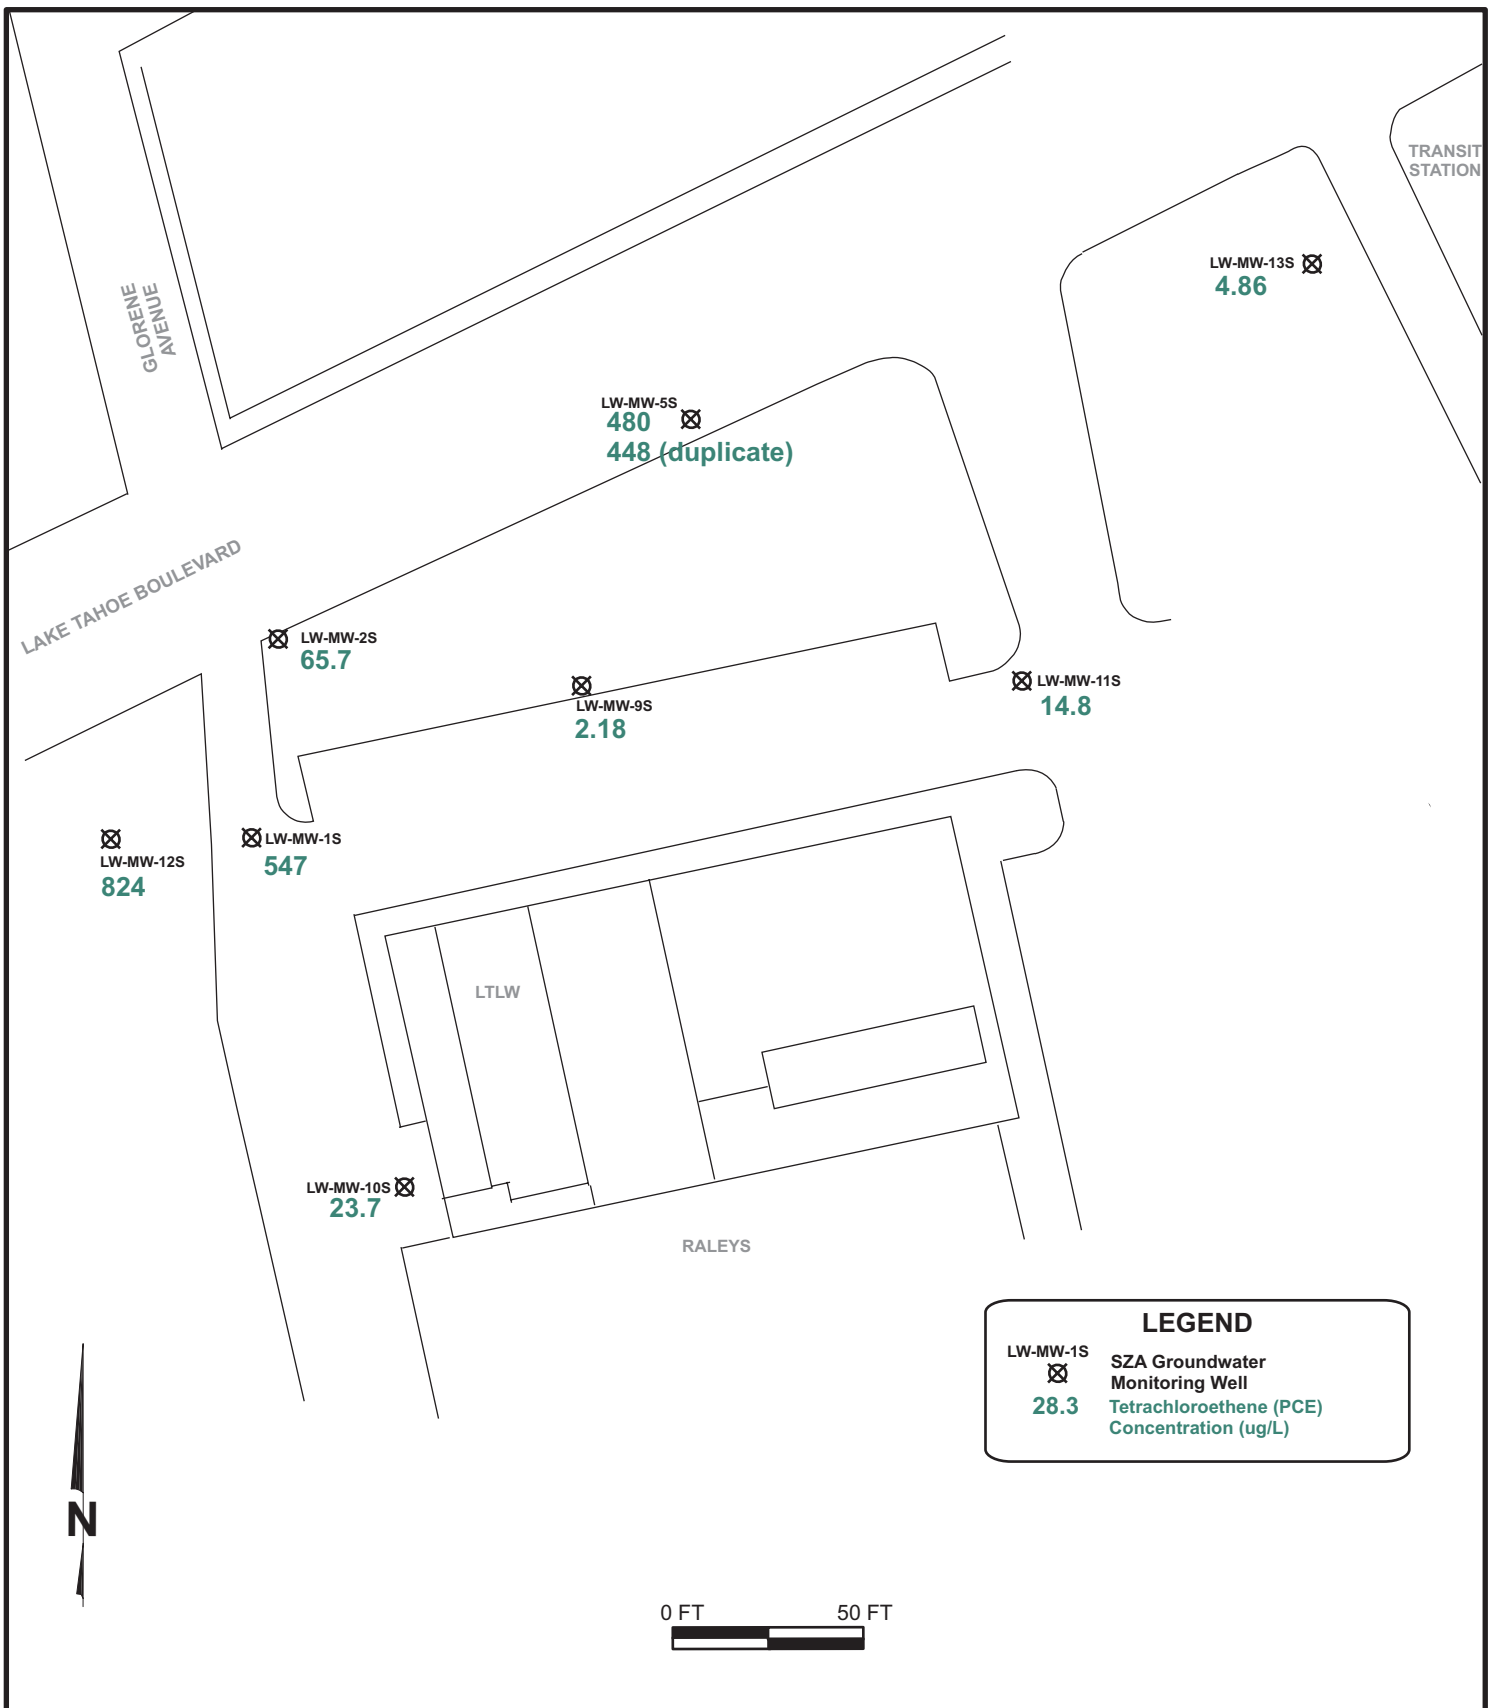 TRANSIT
STATION
LW-MW-13S
4.86
GLORENE
AVENUE
LW-MW-5S
480
448 (duplicate)
LAKE TAHOE BOULEVARD
LW-MW-2S
65.7
LW-MW-9S
2.18
LW-MW-11S
14.8
LW-MW-12S
824
LW-MW-1S
547
LTLW
LW-MW-10S
23.7
RALEYS
LEGEND
LW-MW-1S
SZA Groundwater
Monitoring Well
28.3
Tetrachloroethene (PCE)
Concentration (ug/L)
N
0 FT
50 FT